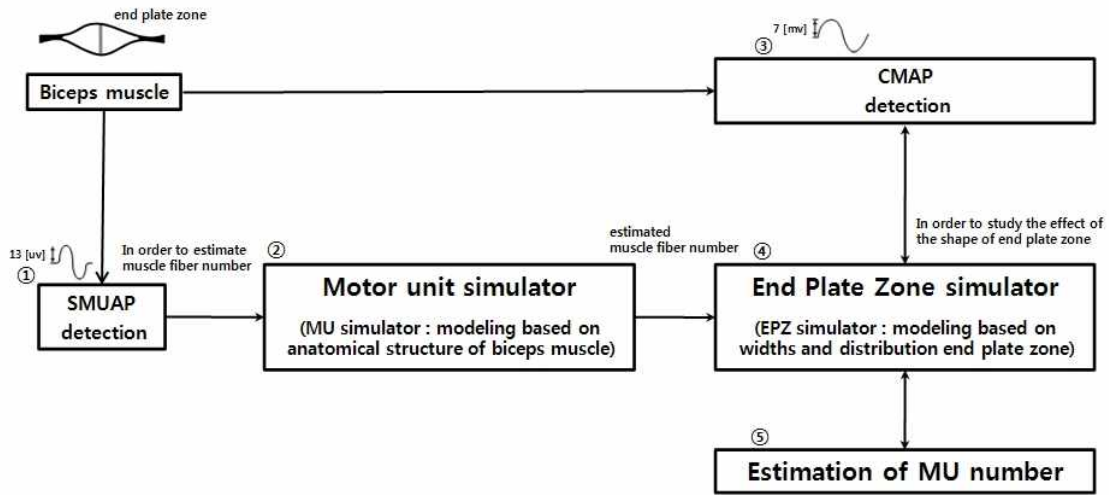 end plate zone
Biceps muscle
③
7 [mv]
CMAP
detection
13 [uv]
①
In order to estimate
muscle fiber number
SMUAP
detection
②
Motor unit simulator
(MU simulator : modeling based on
anatomical structure of biceps muscle)
estimated
muscle fiber number
In order to study the effect of
the shape of end plate zone
④
End Plate Zone simulator
(EPZ simulator : modeling based on
widths and distribution end plate zone)
⑤
Estimation of MU number